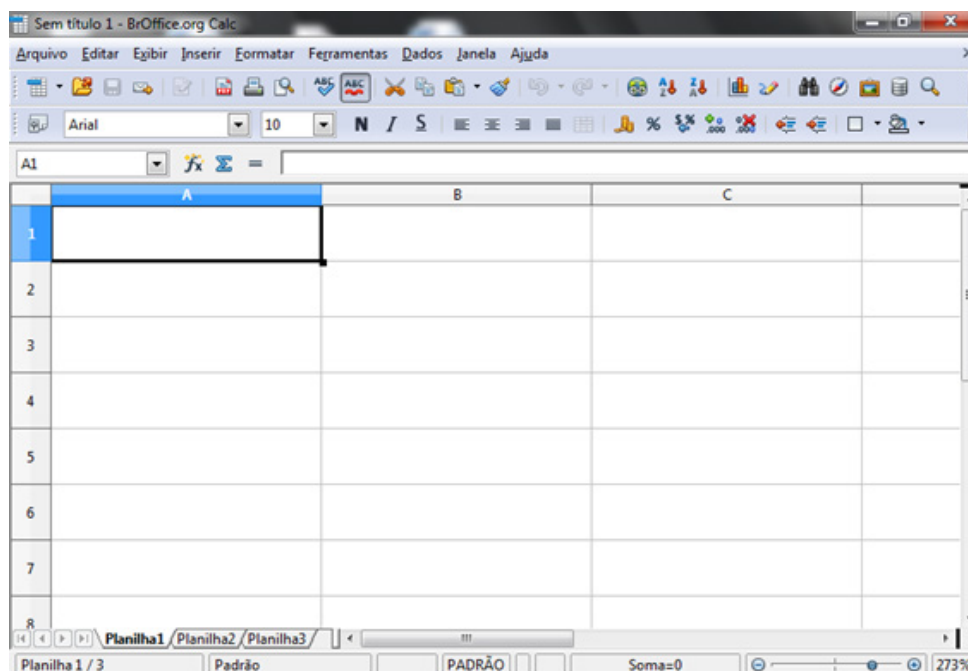 Sem título 1 - BrOffice.org Calc
Arquivo Editar Exibir Inserir Formatar Ferramentas Dados Janela Ajuda
Arial 10 N I S % 
A1 fx Σ =
A B C
1
2
3
4
5
6
7
8
Planilha1 Planilha2 Planilha3
Planilha 1 / 3 Padrão PADRÃO Soma=0 273%